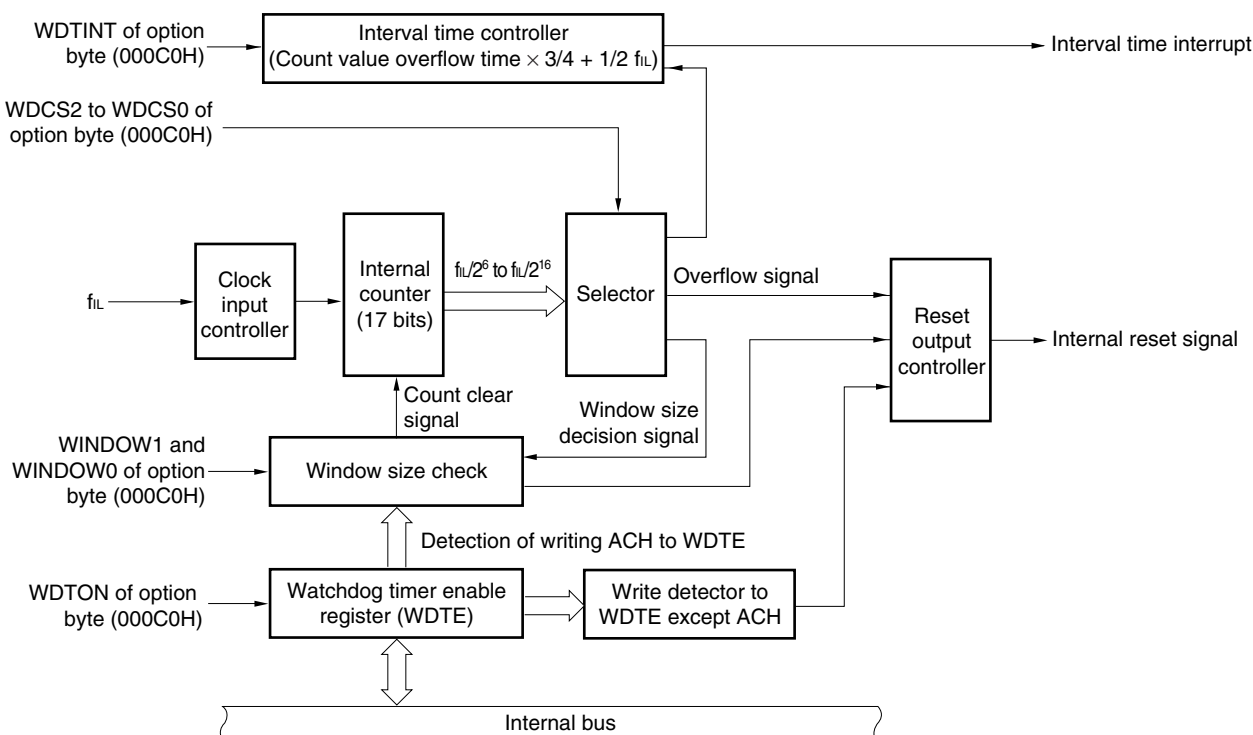 WDTINT of option
byte (000C0H)
Interval time controller
(Count value overflow time × 3/4 + 1/2 fIL)
Interval time interrupt
WDCS2 to WDCS0 of
option byte (000C0H)
fIL
Clock
input
controller
Internal
counter
(17 bits)
fIL/2⁶ to fIL/2¹⁶
Selector
Overflow signal
Reset
output
controller
Internal reset signal
Count clear
signal
Window size
decision signal
WINDOW1 and
WINDOW0 of option
byte (000C0H)
Window size check
Detection of writing ACH to WDTE
WDTON of option
byte (000C0H)
Watchdog timer enable
register (WDTE)
Write detector to
WDTE except ACH
Internal bus